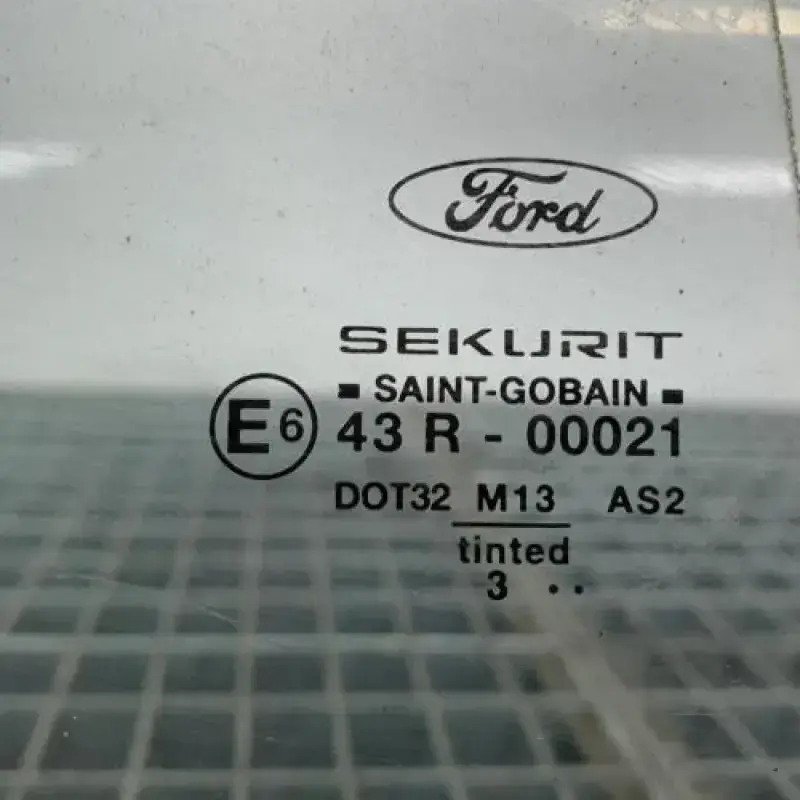 Ford
SEKURIT
SAINT-GOBAIN
E6 43 R - 00021
DOT32 M13 AS2
tinted
3 ..